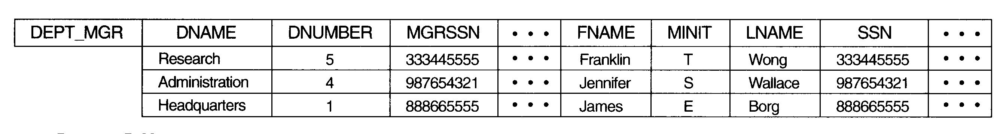 DEPT_MGR DNAME DNUMBER MGRSSN • • • FNAME MINIT LNAME SSN • • •
Research 5 333445555 • • • Franklin T Wong 333445555 • • •
Administration 4 987654321 • • • Jennifer S Wallace 987654321 • • •
Headquarters 1 888665555 • • • James E Borg 888665555 • • •